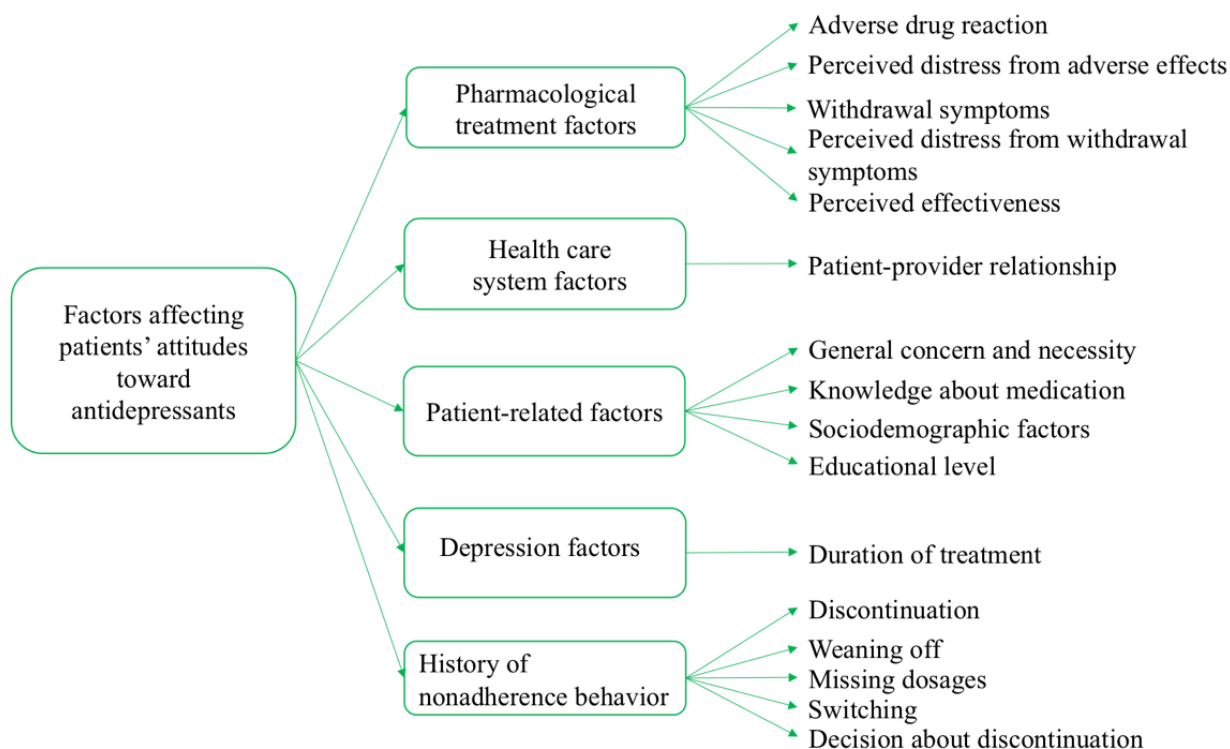 Factors affecting
patients’ attitudes
toward
antidepressants
Pharmacological
treatment factors
Adverse drug reaction
Perceived distress from adverse effects
Withdrawal symptoms
Perceived distress from withdrawal
symptoms
Perceived effectiveness
Health care
system factors
Patient-provider relationship
Patient-related factors
General concern and necessity
Knowledge about medication
Sociodemographic factors
Educational level
Depression factors
Duration of treatment
History of
nonadherence behavior
Discontinuation
Weaning off
Missing dosages
Switching
Decision about discontinuation